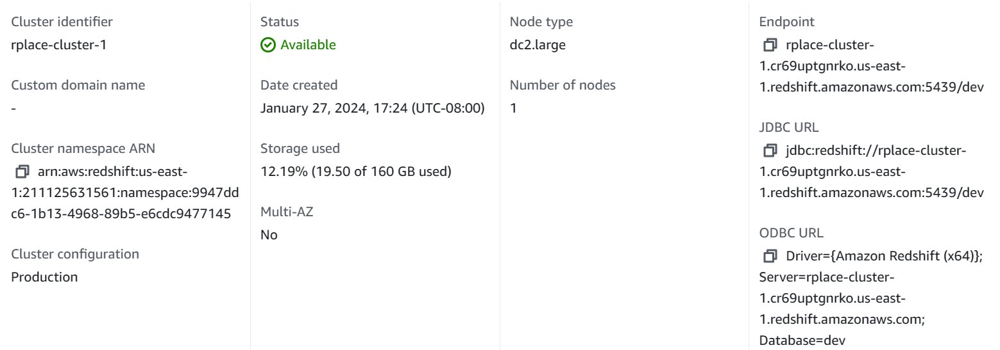 Cluster identifier
rplace-cluster-1
Custom domain name
-
Cluster namespace ARN
arn:aws:redshift:us-east-
1:211125631561:namespace:9947dd
c6-1b13-4968-89b5-e6cdc9477145
Cluster configuration
Production
Status
Available
Date created
January 27, 2024, 17:24 (UTC-08:00)
Storage used
12.19% (19.50 of 160 GB used)
Multi-AZ
No
Node type
dc2.large
Number of nodes
1
Endpoint
rplace-cluster-
1.cr69uptgnrko.us-east-
1.redshift.amazonaws.com:5439/dev
JDBC URL
jdbc:redshift://rplace-cluster-
1.cr69uptgnrko.us-east-
1.redshift.amazonaws.com:5439/dev
ODBC URL
Driver={Amazon Redshift (x64)};
Server=rplace-cluster-
1.cr69uptgnrko.us-east-
1.redshift.amazonaws.com;
Database=dev